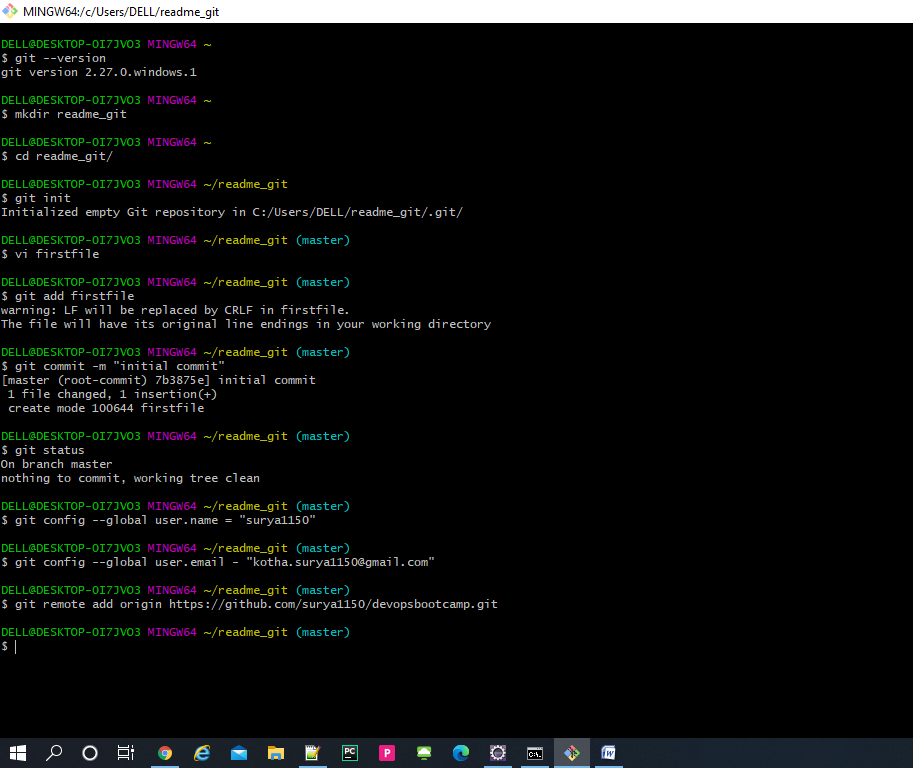 MINGW64:/c/Users/DELL/readme_git
DELL@DESKTOP-OI7JVO3 MINGW64 ~
$ git --version
git version 2.27.0.windows.1
DELL@DESKTOP-OI7JVO3 MINGW64 ~
$ mkdir readme_git
DELL@DESKTOP-OI7JVO3 MINGW64 ~
$ cd readme_git/
DELL@DESKTOP-OI7JVO3 MINGW64 ~/readme_git
$ git init
Initialized empty Git repository in C:/Users/DELL/readme_git/.git/
DELL@DESKTOP-OI7JVO3 MINGW64 ~/readme_git (master)
$ vi firstfile
DELL@DESKTOP-OI7JVO3 MINGW64 ~/readme_git (master)
$ git add firstfile
warning: LF will be replaced by CRLF in firstfile.
The file will have its original line endings in your working directory
DELL@DESKTOP-OI7JVO3 MINGW64 ~/readme_git (master)
$ git commit -m "initial commit"
[master (root-commit) 7b3875e] initial commit
 1 file changed, 1 insertion(+)
 create mode 100644 firstfile
DELL@DESKTOP-OI7JVO3 MINGW64 ~/readme_git (master)
$ git status
On branch master
nothing to commit, working tree clean
DELL@DESKTOP-OI7JVO3 MINGW64 ~/readme_git (master)
$ git config --global user.name = "surya1150"
DELL@DESKTOP-OI7JVO3 MINGW64 ~/readme_git (master)
$ git config --global user.email - "kotha.surya1150@gmail.com"
DELL@DESKTOP-OI7JVO3 MINGW64 ~/readme_git (master)
$ git remote add origin https://github.com/surya1150/devopsbootcamp.git
DELL@DESKTOP-OI7JVO3 MINGW64 ~/readme_git (master)
$
PC P C:\. W